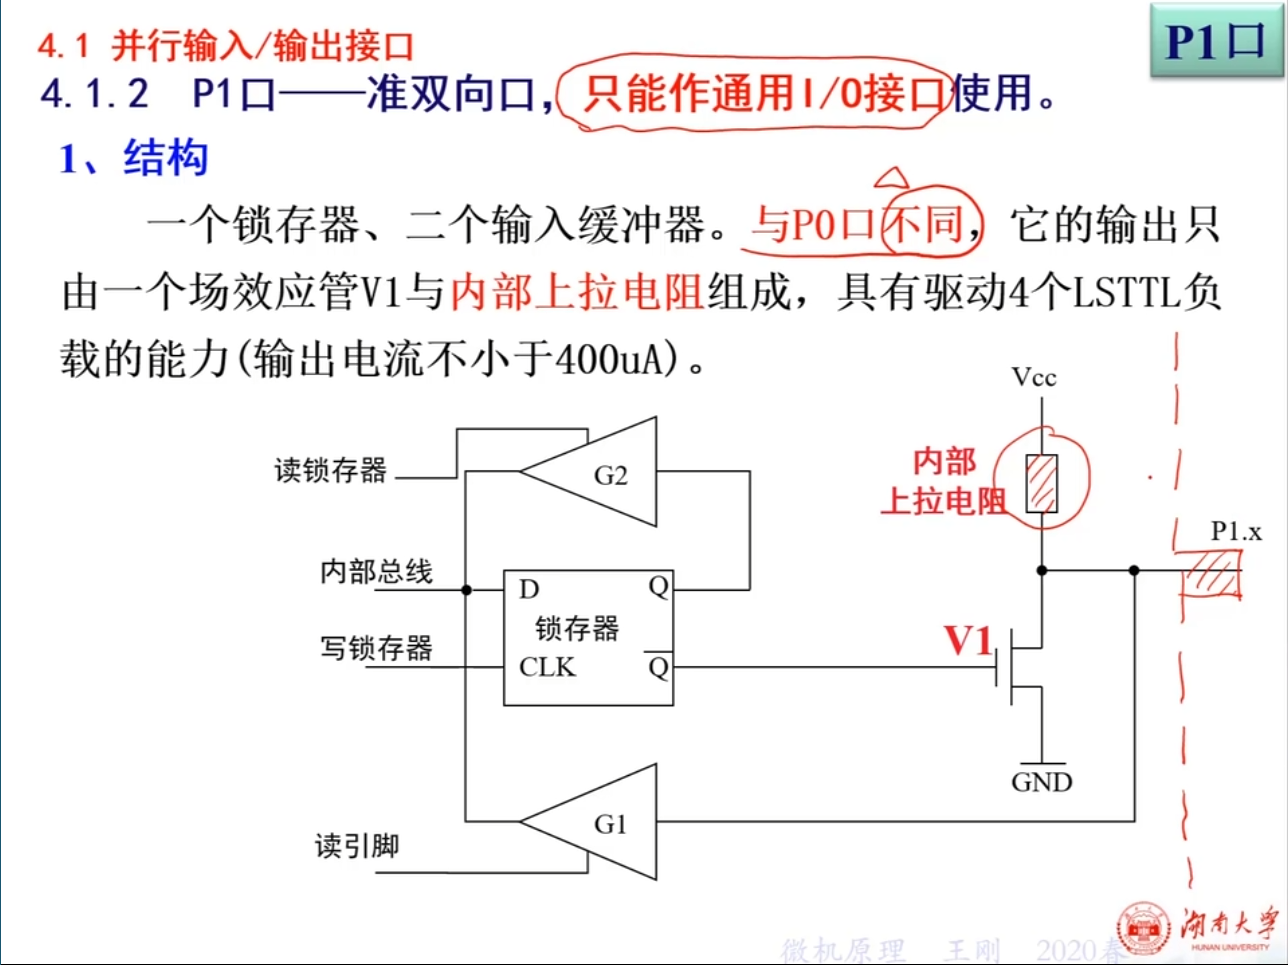 4.1 并行输入/输出接口
P1口
4.1.2 P1口——准双向口，只能作通用I/O接口使用。
1、结构
一个锁存器、二个输入缓冲器。与P0口不同，它的输出只
由一个场效应管V1与内部上拉电阻组成，具有驱动4个LSTTL负
载的能力(输出电流不小于400uA)。
Vcc
读锁存器
G2
内部
上拉电阻
P1.x
内部总线
D
Q
锁存器
写锁存器
CLK
Q
V1
GND
读引脚
G1
湖南大学
HUNAN UNIVERSITY
微机原理 王刚 2020春